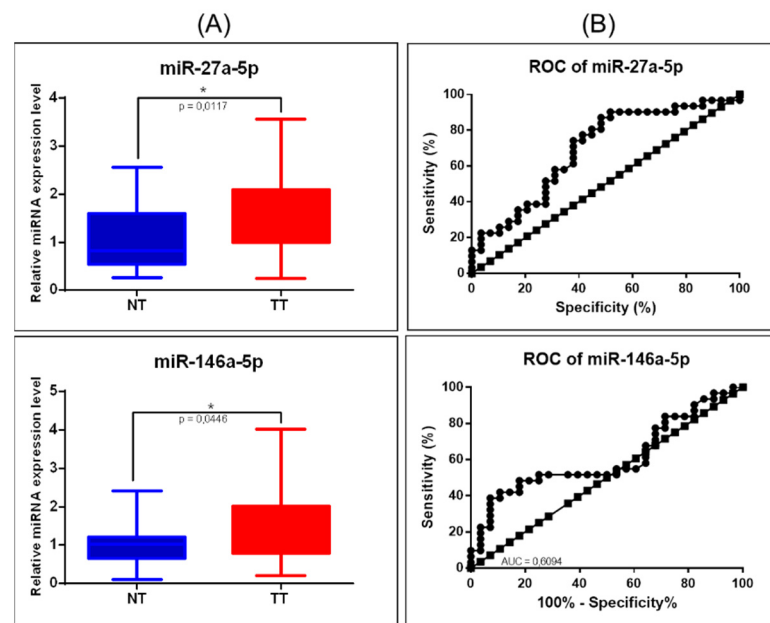 (A)
(B)
miR-27a-5p
*
p = 0,0117
Relative miRNA expression level
4
3
2
1
0
NT
TT
ROC of miR-27a-5p
Sensitivity (%)
100
80
60
40
20
0
0
20
40
60
80
100
Specificity (%)
miR-146a-5p
*
p = 0,0446
Relative miRNA expression level
5
4
3
2
1
0
NT
TT
ROC of miR-146a-5p
Sensitivity (%)
100
80
60
40
20
0
AUC = 0,6094
0
20
40
60
80
100
100% - Specificity%